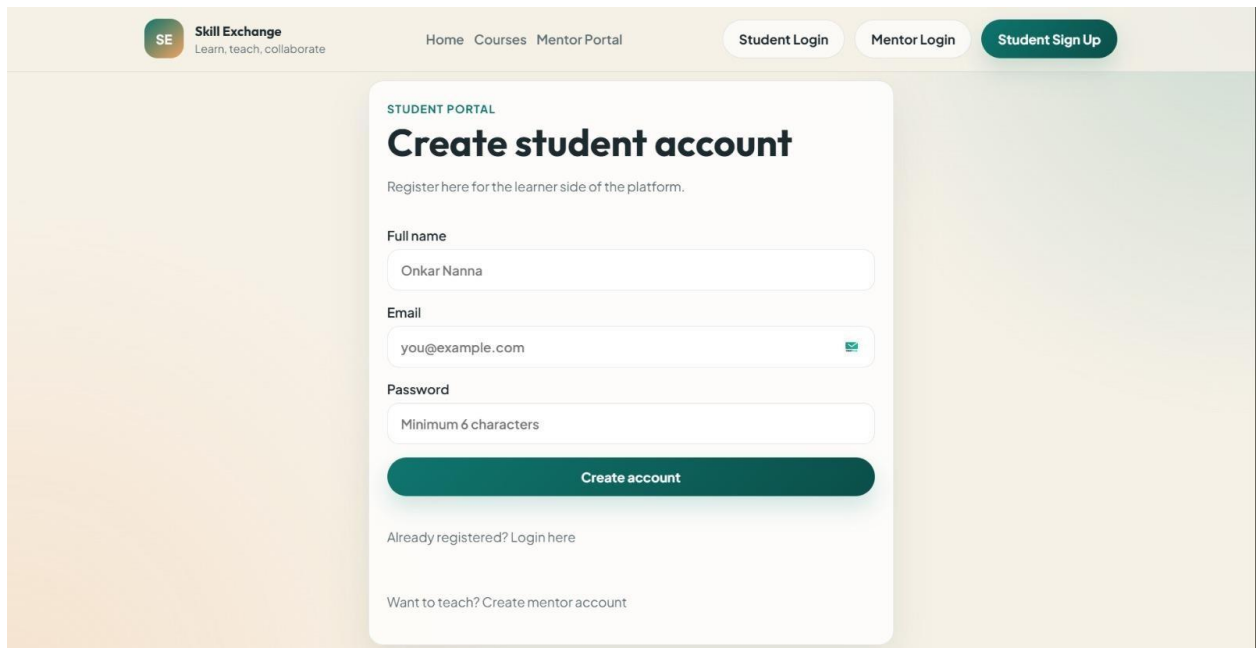 SE
Skill Exchange
Learn, teach, collaborate
Home Courses Mentor Portal
Student Login
Mentor Login
Student Sign Up
STUDENT PORTAL
Create student account
Register here for the learner side of the platform.
Full name
Onkar Nanna
Email
you@example.com
Password
Minimum 6 characters
Create account
Already registered? Login here
Want to teach? Create mentor account